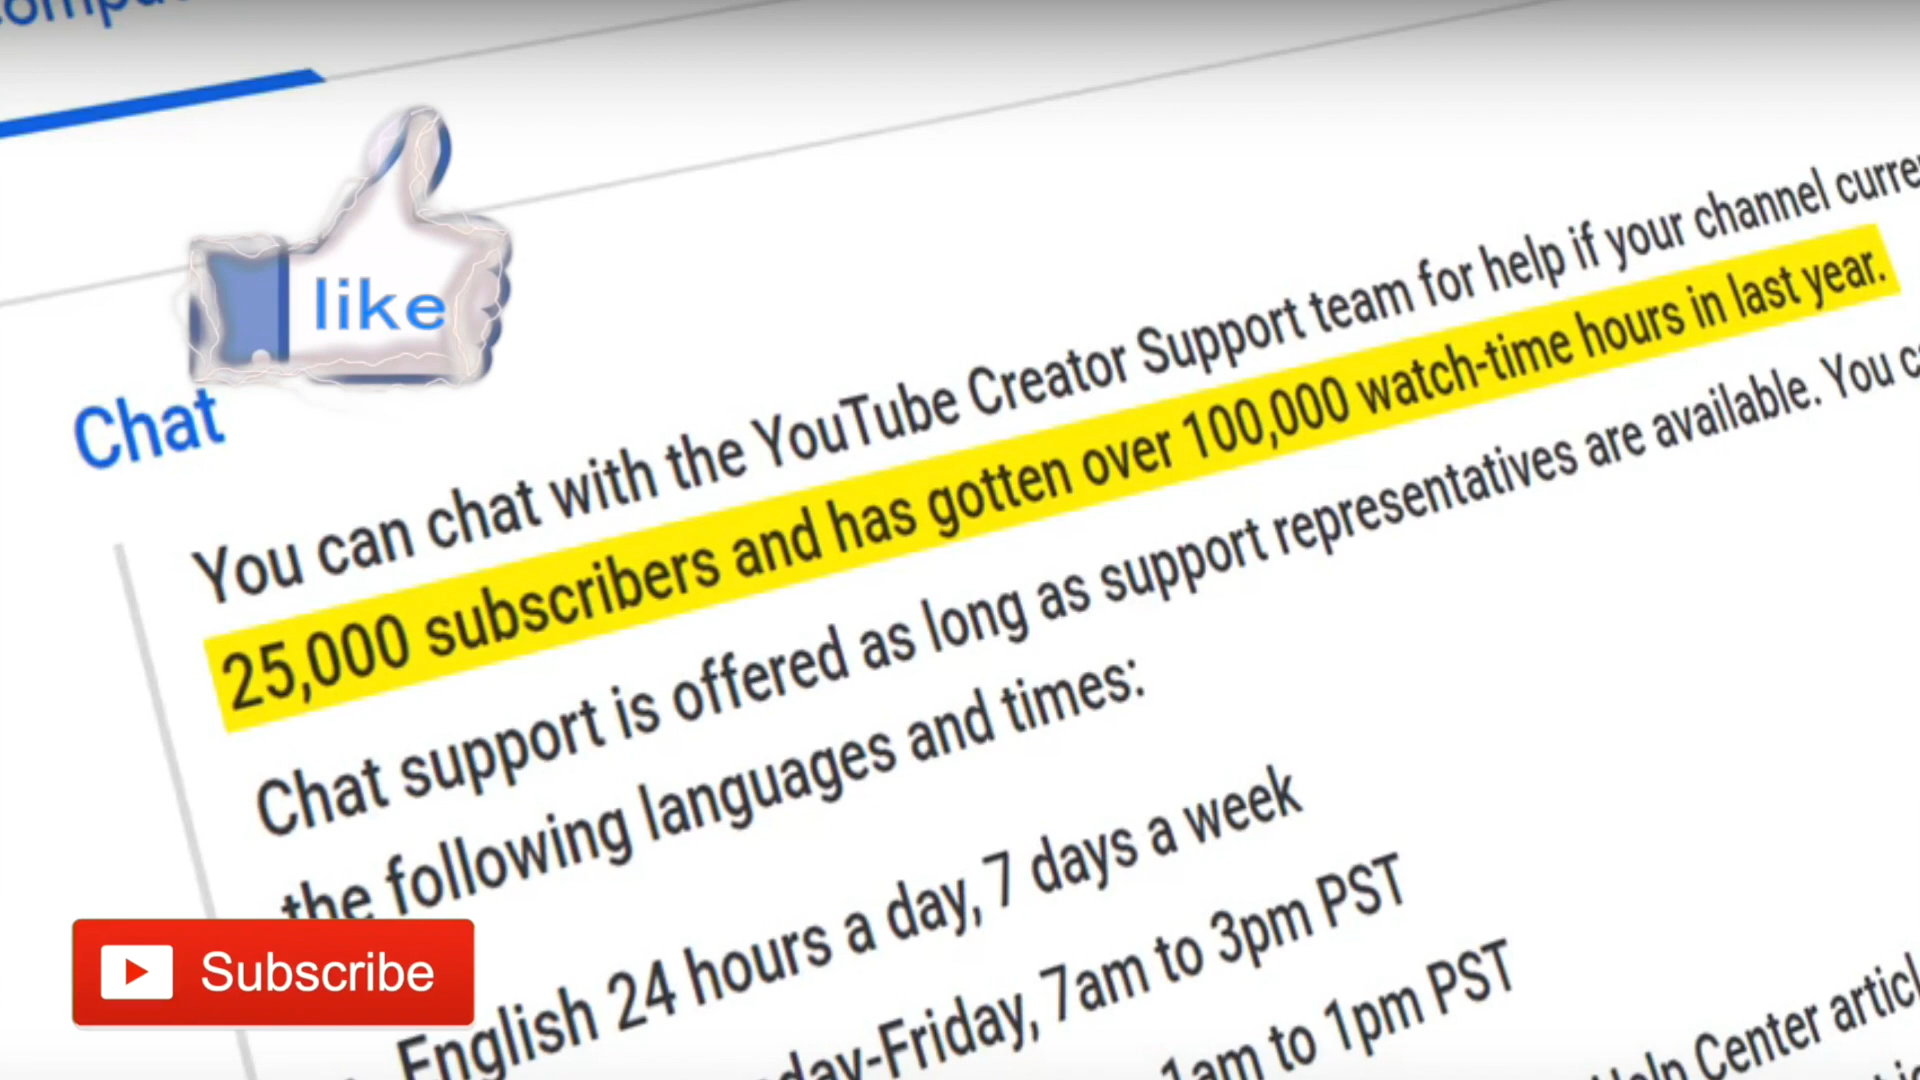 like
Chat
You can chat with the YouTube Creator Support team for help if your channel
25,000 subscribers and has gotten over 100,000 watch-time hours in last year.
Chat support is offered as long as support representatives are available. You
the following languages and times:
English 24 hours a day, 7 days a week
-Friday, 7am to 3pm PST
1am to 1pm PST
Help Center
Subscribe